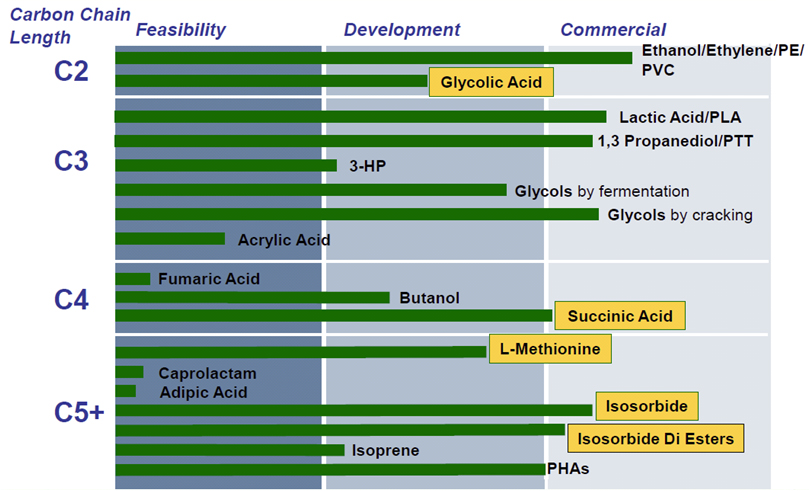 Carbon Chain
Length
Feasibility
Development
Commercial
C2
Ethanol/Ethylene/PE/
PVC
Glycolic Acid
C3
Lactic Acid/PLA
1,3 Propanediol/PTT
3-HP
Glycols by fermentation
Glycols by cracking
Acrylic Acid
C4
Fumaric Acid
Butanol
Succinic Acid
C5+
L-Methionine
Caprolactam
Adipic Acid
Isosorbide
Isosorbide Di Esters
Isoprene
PHAs